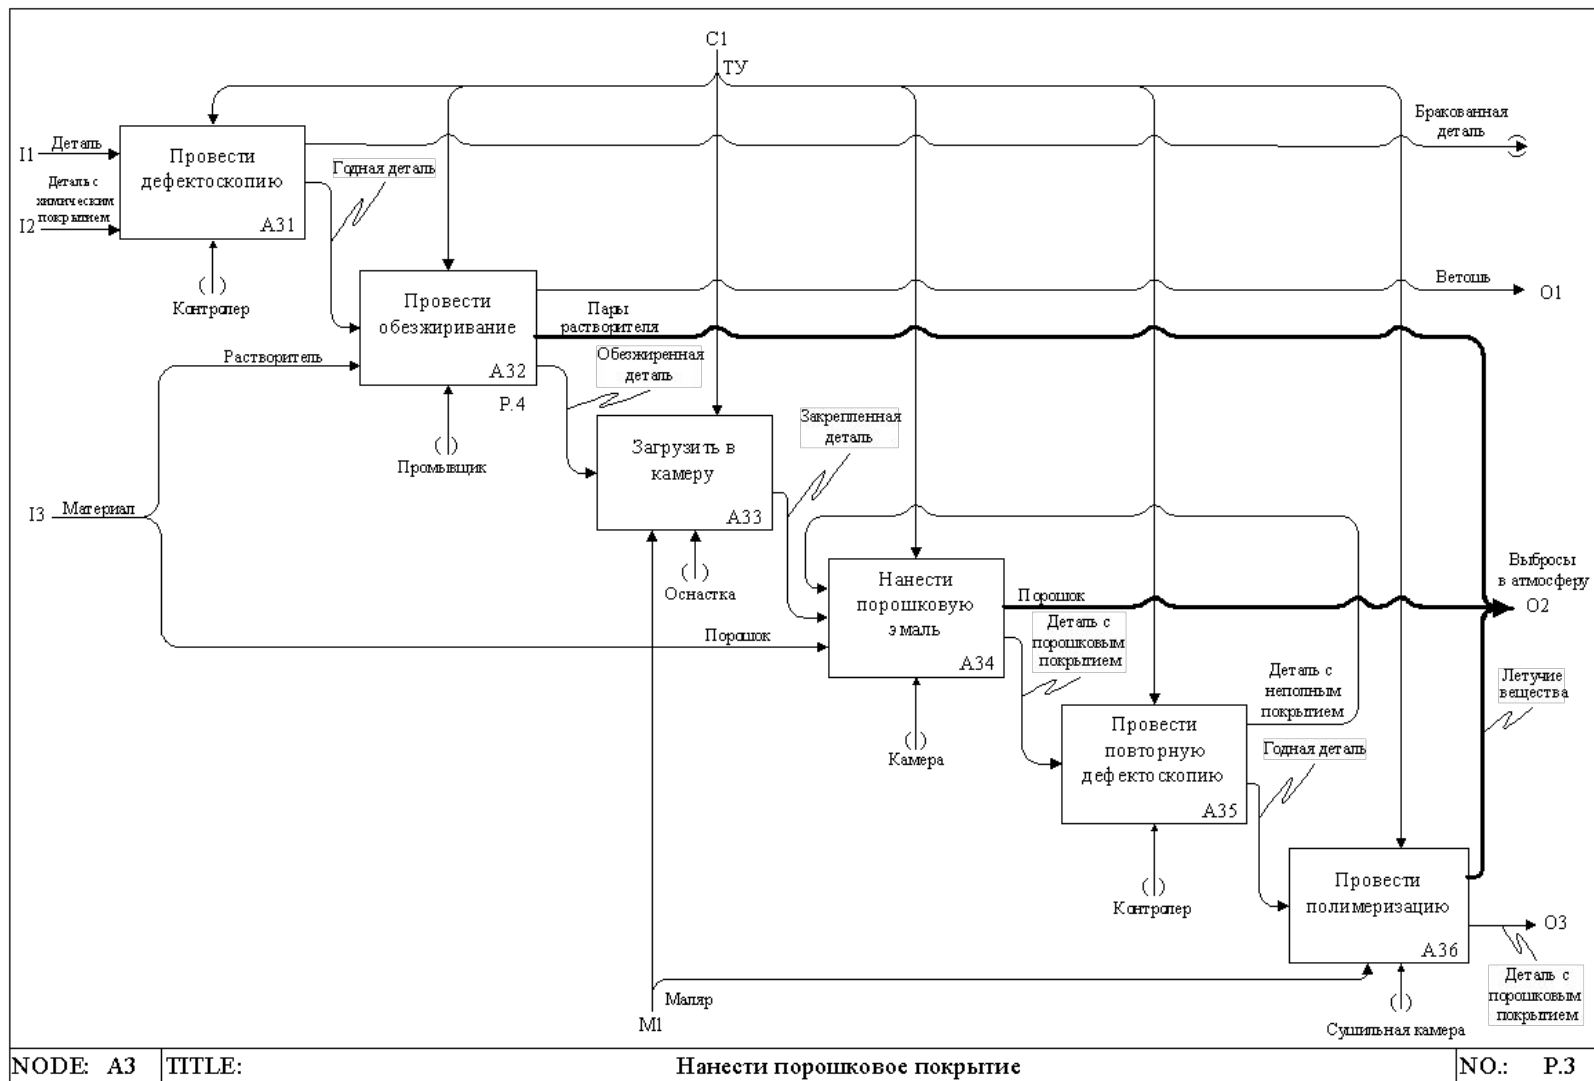 C1
ТУ
Бракованная
деталь
I1
Деталь
Провести
дефектоскопию
A31
Годная деталь
Деталь с
химическим
покрытием
I2
( )
Контролер
Провести
обезжиривание
A32
P.4
Ветошь
O1
Пары
растворителя
Растворитель
Обезжиренная
деталь
( )
Промывщик
Загрузить в
камеру
A33
Закрепленная
деталь
I3
Материал
( )
Оснастка
Нанести
порошковую
эмаль
A34
Порошок
Выбросы
в атмосферу
O2
Порошок
Деталь с
порошковым
покрытием
Деталь с
неполным
покрытием
Летучие
вещества
( )
Камера
Провести
повторную
дефектоскопию
A35
Годная деталь
( )
Контролер
Провести
полимеризацию
A36
O3
Деталь с
порошковым
покрытием
Маляр
M1
( )
Сушильная камера
NODE: A3 TITLE: Нанести порошковое покрытие NO.: P.3